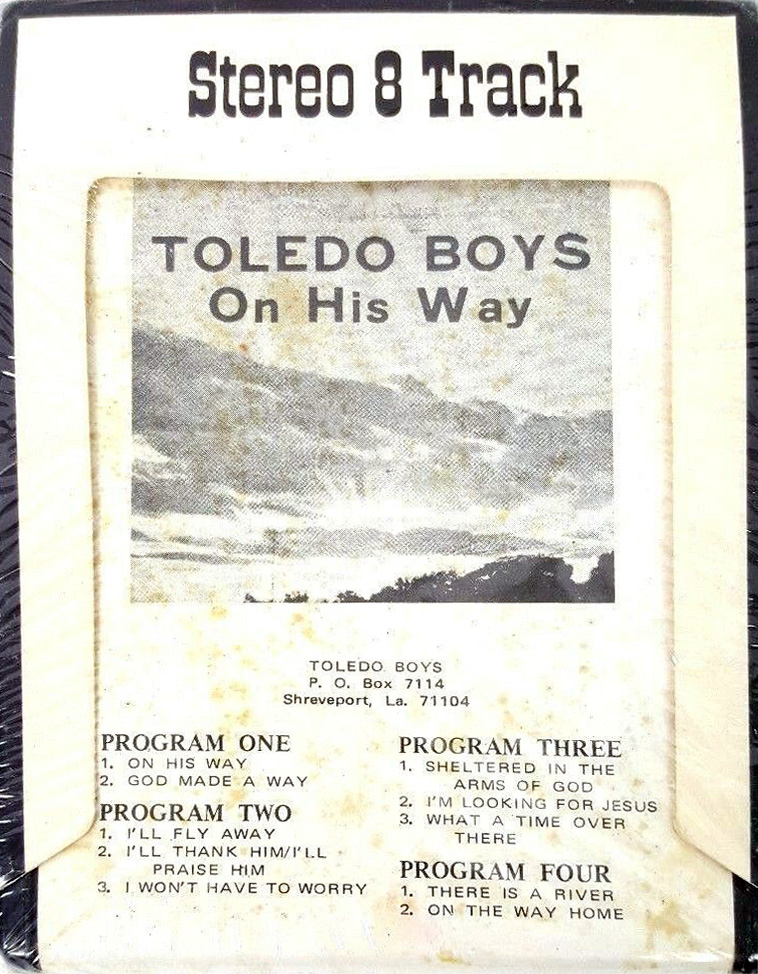 Stereo 8 Track
TOLEDO BOYS
On His Way
TOLEDO BOYS
P. O. Box 7114
Shreveport, La. 71104
PROGRAM ONE
1. ON HIS WAY
2. GOD MADE A WAY
PROGRAM TWO
1. I'LL FLY AWAY
2. I'LL THANK HIM/I'LL
PRAISE HIM
3. I WON'T HAVE TO WORRY
PROGRAM THREE
1. SHELTERED IN THE
ARMS OF GOD
2. I'M LOOKING FOR JESUS
3. WHAT A TIME OVER
THERE
PROGRAM FOUR
1. THERE IS A RIVER
2. ON THE WAY HOME